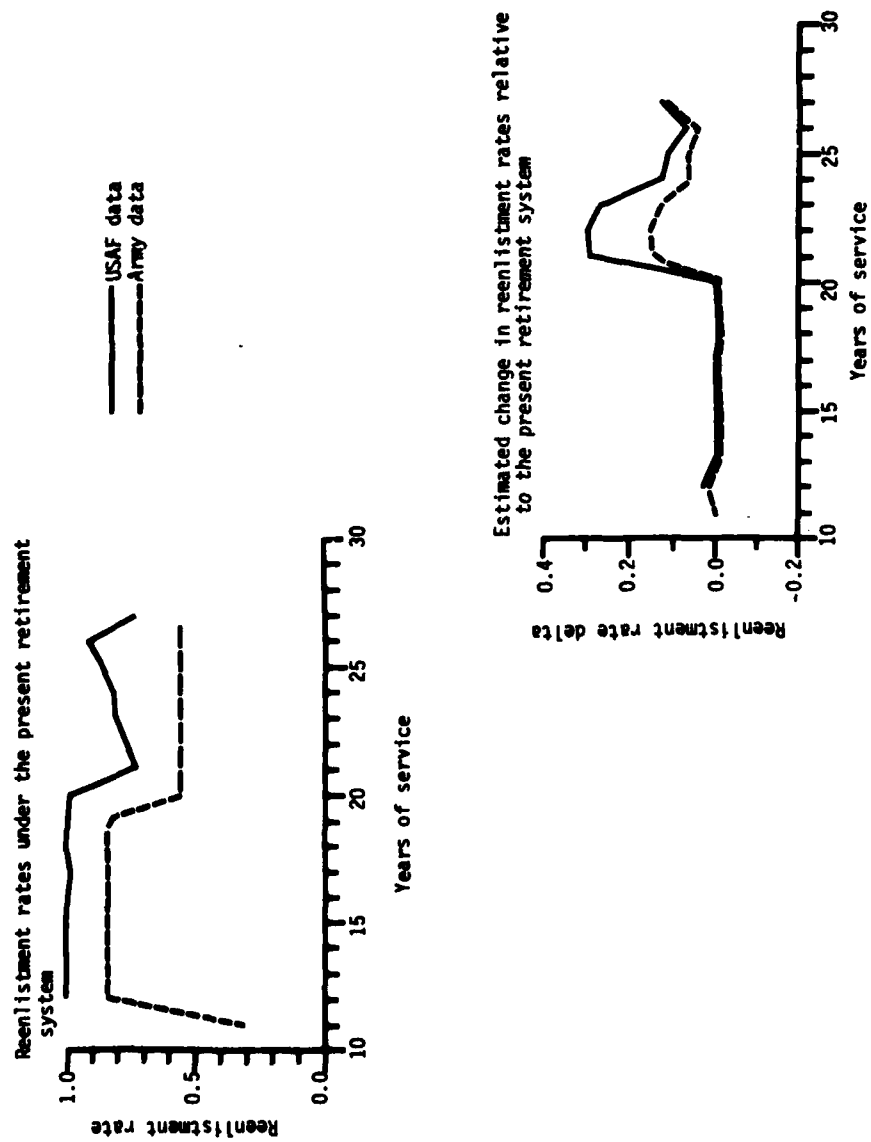 Reenlistment rates under the present retirement
system
USAF data
Army data
1.0
0.5
0.0
Reenlistment rate
10
15
20
25
30
Years of service
Estimated change in reenlistment rates relative
to the present retirement system
0.4
0.2
0.0
-0.2
Reenlistment rate delta
10
15
20
25
30
Years of service